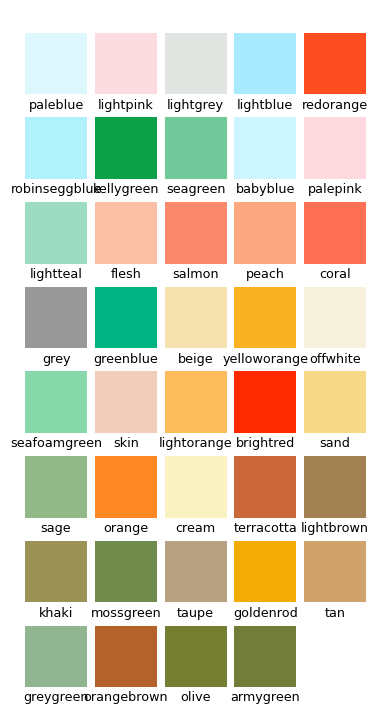 paleblue lightpink lightgrey lightblue redorange
robinseggblue kellygreen seagreen babyblue palepink
lightteal flesh salmon peach coral
grey greenblue beige yelloworange offwhite
seafoamgreen skin lightorange brightred sand
sage orange cream terracotta lightbrown
khaki mossgreen taupe goldenrod tan
greygreen orangebrown olive armygreen